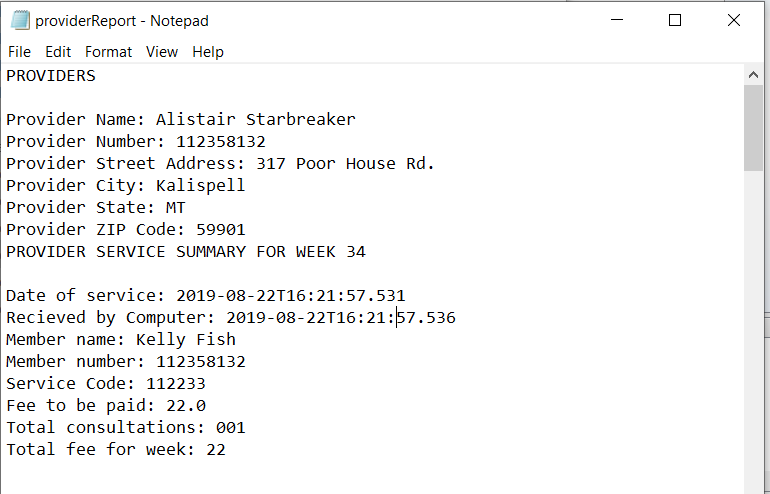 providerReport - Notepad
File Edit Format View Help
PROVIDERS
Provider Name: Alistair Starbreaker
Provider Number: 112358132
Provider Street Address: 317 Poor House Rd.
Provider City: Kalispell
Provider State: MT
Provider ZIP Code: 59901
PROVIDER SERVICE SUMMARY FOR WEEK 34
Date of service: 2019-08-22T16:21:57.531
Recieved by Computer: 2019-08-22T16:21:57.536
Member name: Kelly Fish
Member number: 112358132
Service Code: 112233
Fee to be paid: 22.0
Total consultations: 001
Total fee for week: 22